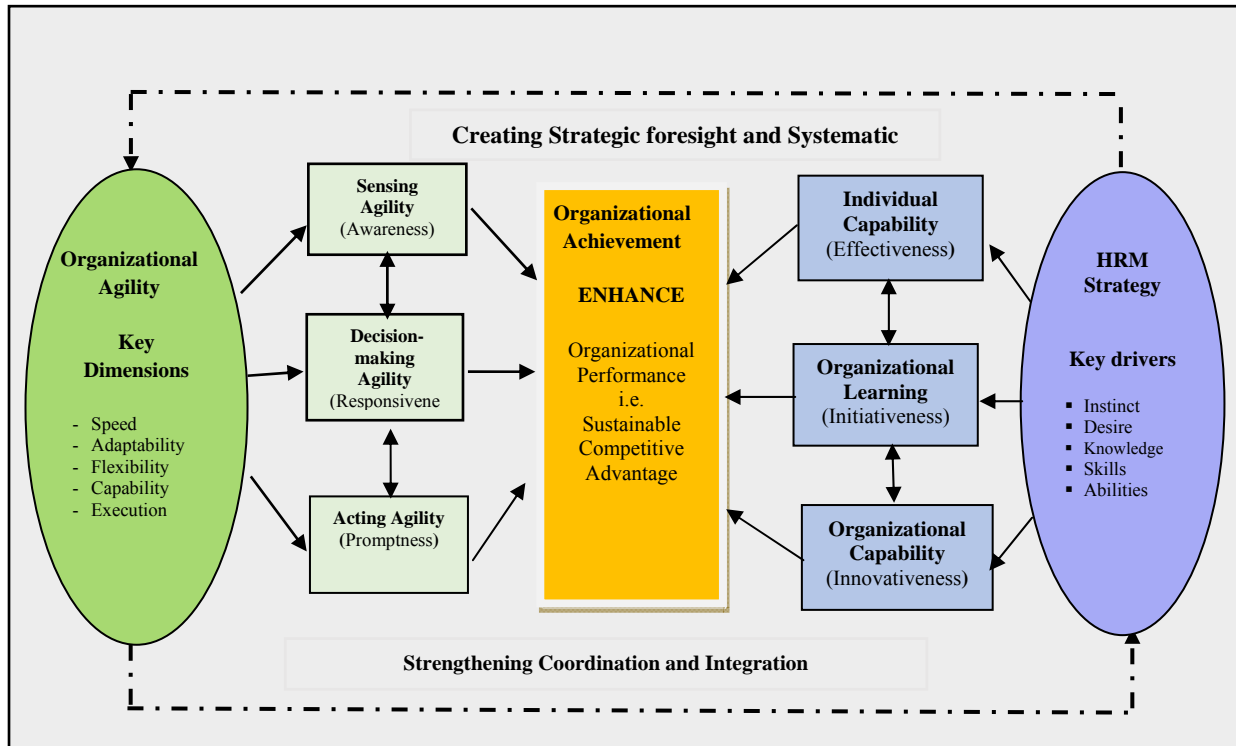 Creating Strategic foresight and Systematic
Organizational
Agility
Key
Dimensions
- Speed
- Adaptability
- Flexibility
- Capability
- Execution
Sensing
Agility
(Awareness)
Decision-
making
Agility
(Responsivene
Acting Agility
(Promptness)
Organizational
Achievement
ENHANCE
Organizational
Performance
i.e.
Sustainable
Competitive
Advantage
Individual
Capability
(Effectiveness)
Organizational
Learning
(Initiativeness)
Organizational
Capability
(Innovativeness)
HRM
Strategy
Key drivers
▪ Instinct
▪ Desire
▪ Knowledge
▪ Skills
▪ Abilities
Strengthening Coordination and Integration